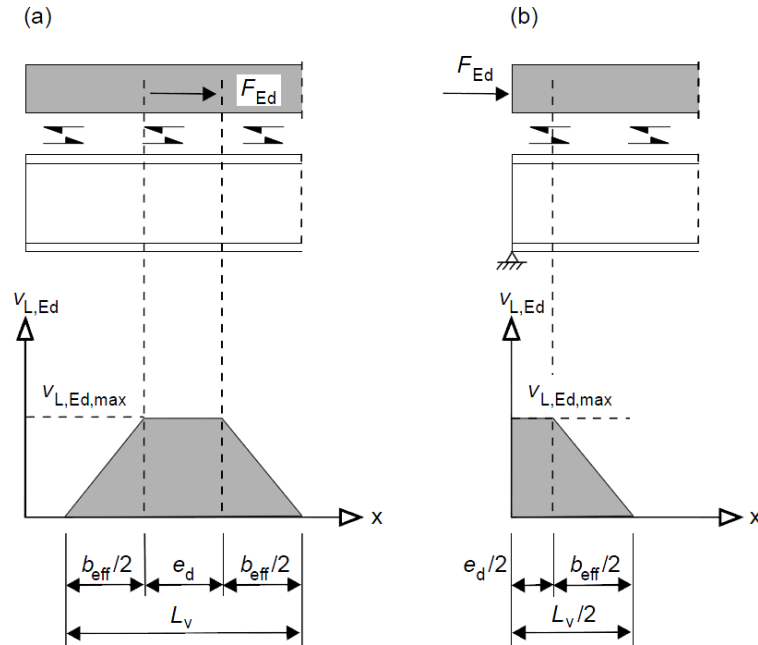 (a)
F_Ed
v_L,Ed
v_L,Ed,max
x
b_eff/2
e_d
b_eff/2
L_v
(b)
F_Ed
v_L,Ed
v_L,Ed,max
x
e_d/2
b_eff/2
L_v/2